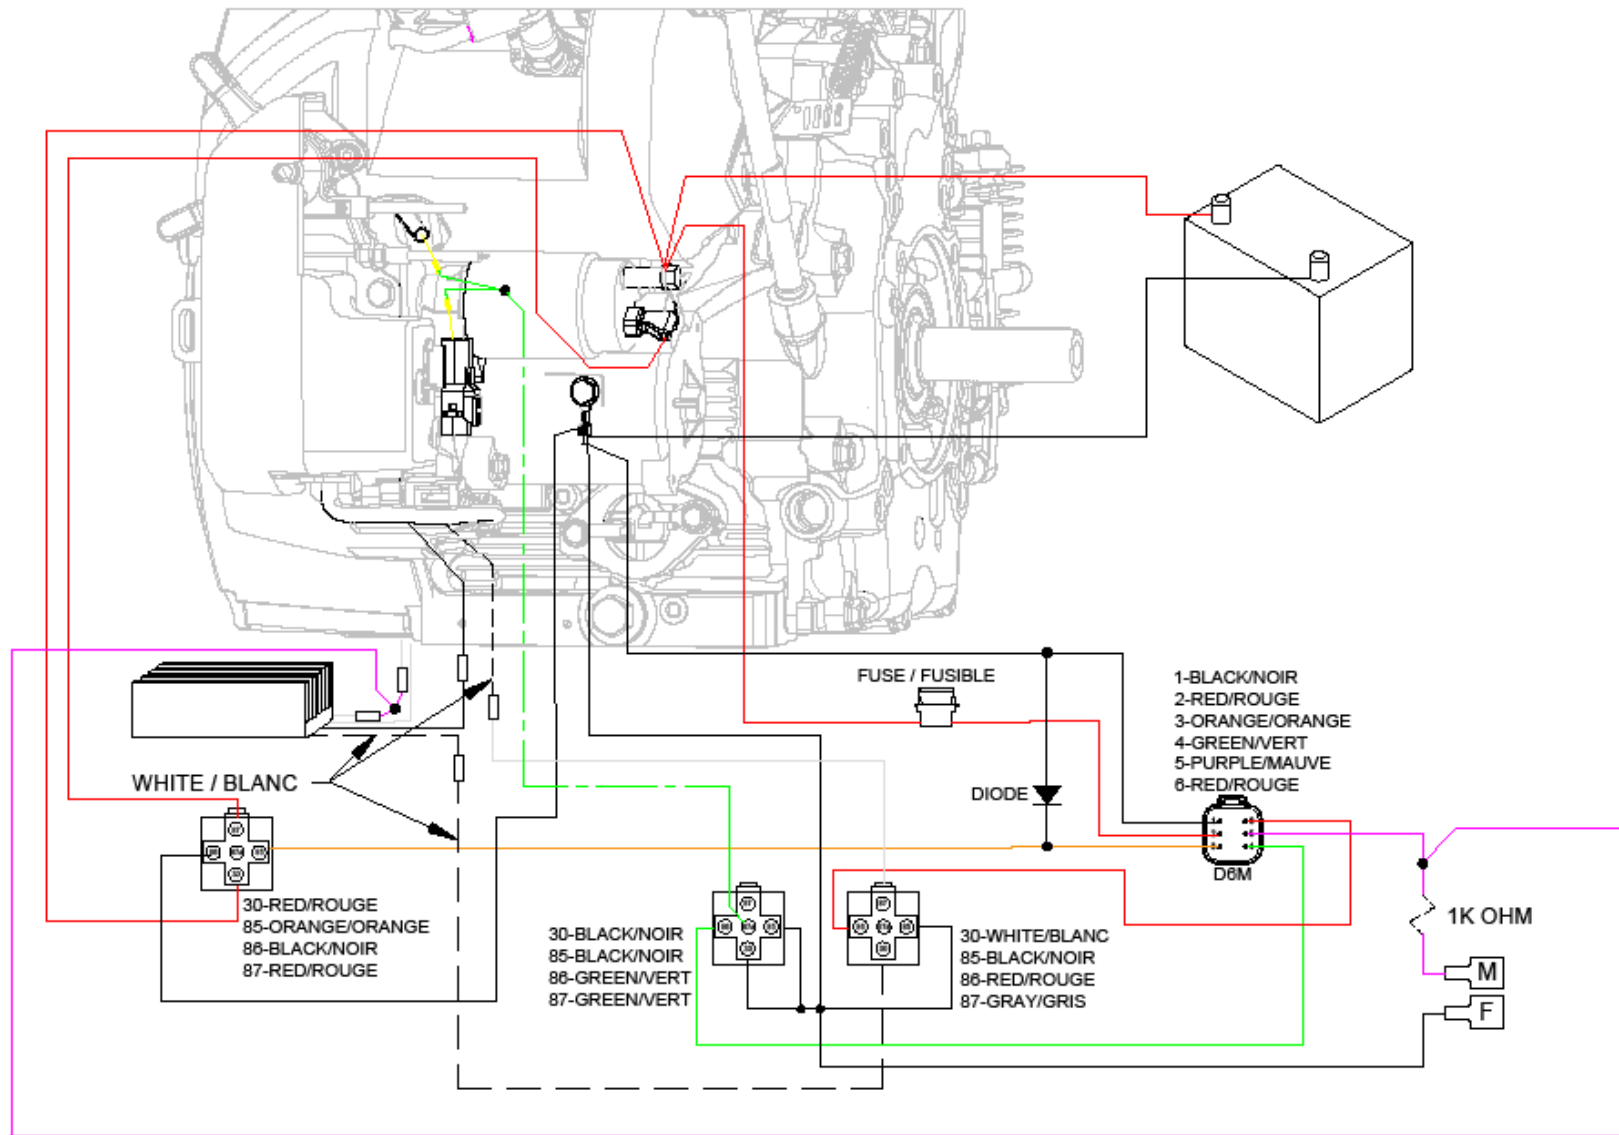 FUSE / FUSIBLE
1-BLACK/NOIR
2-RED/ROUGE
3-ORANGE/ORANGE
4-GREEN/VERT
5-PURPLE/MAUVE
6-RED/ROUGE
WHITE / BLANC
DIODE
D6M
30-RED/ROUGE
85-ORANGE/ORANGE
86-BLACK/NOIR
87-RED/ROUGE
30-BLACK/NOIR
85-BLACK/NOIR
86-GREEN/VERT
87-GREEN/VERT
30-WHITE/BLANC
85-BLACK/NOIR
86-RED/ROUGE
87-GRAY/GRIS
1K OHM
M
F